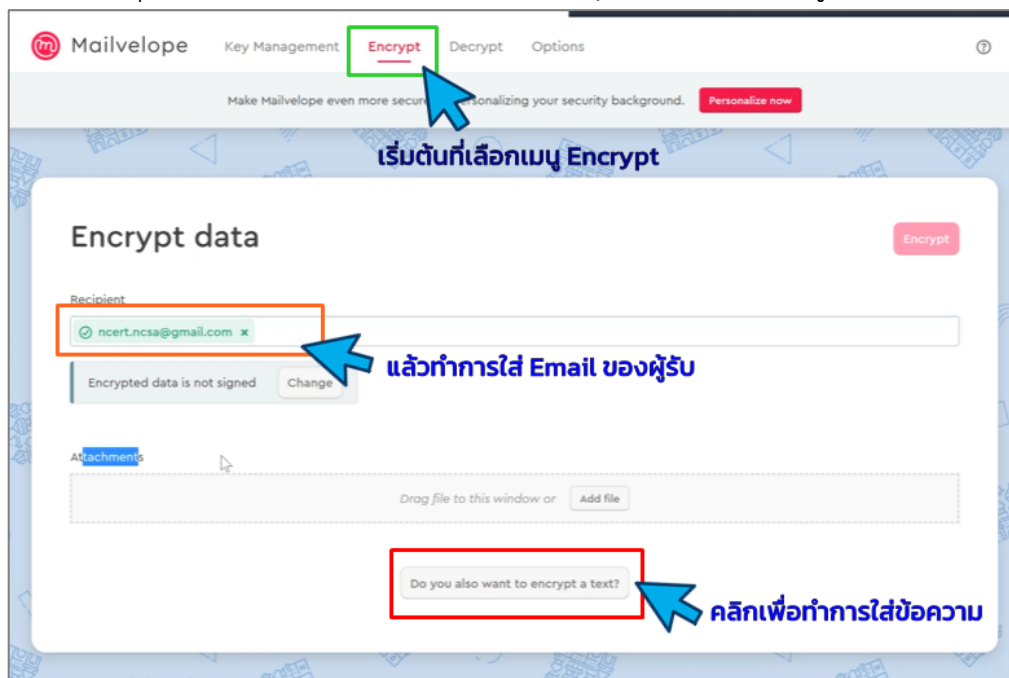 Mailvelope Key Management Encrypt Decrypt Options
Make Mailvelope even more secure personalizing your security background. Personalize now
เริ่มต้นที่เลือกเมนู Encrypt
Encrypt data Encrypt
Recipient
ncert.ncsa@gmail.com ×
แล้วทำการใส่ Email ของผู้รับ
Encrypted data is not signed Change
Attachments
Drag file to this window or Add file
Do you also want to encrypt a text?
คลิกเพื่อทำการใส่ข้อความ